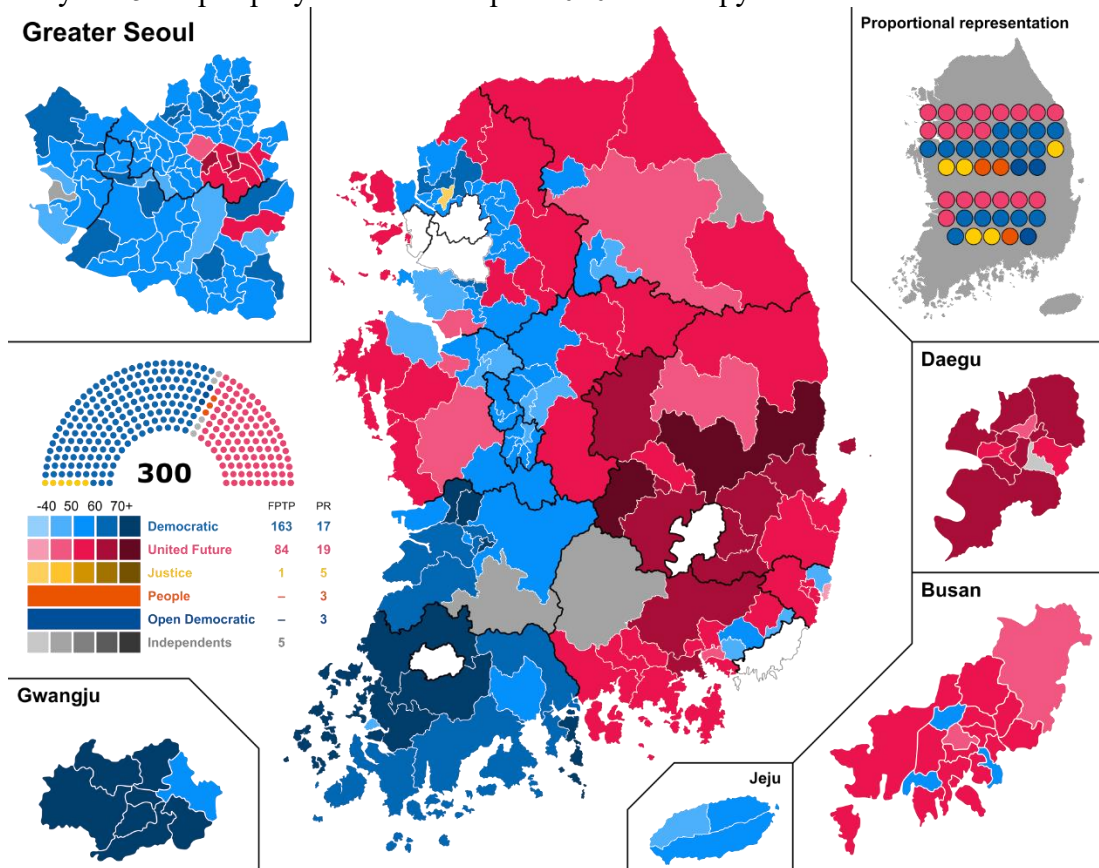 Greater Seoul
Proportional representation
Daegu
300
-40 50 60 70+ FPTP PR
Democratic 163 17
United Future 84 19
Justice 1 5
People – 3
Open Democratic – 3
Independents 5
Busan
Gwangju
Jeju